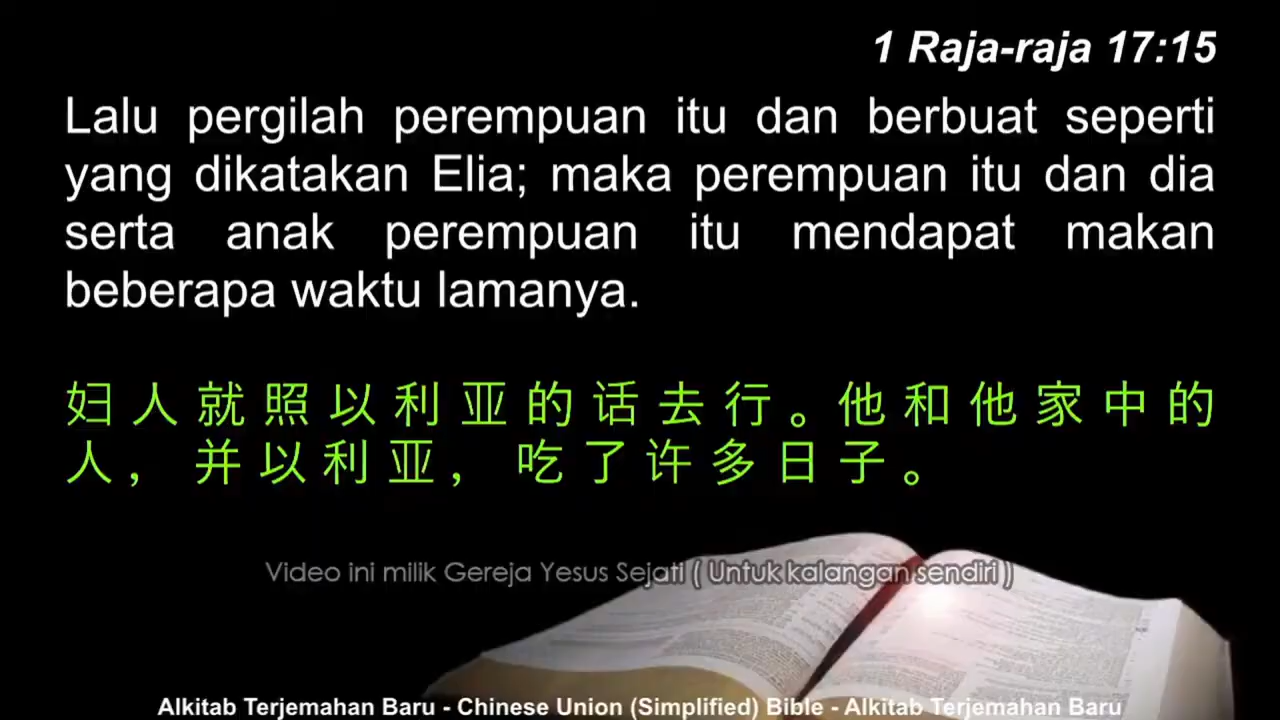 1 Raja-raja 17:15
Lalu pergilah perempuan itu dan berbuat seperti
yang dikatakan Elia; maka perempuan itu dan dia
serta anak perempuan itu mendapat makan
beberapa waktu lamanya.
妇人就照以利亚的话去行。他和他家中的
人，并以利亚，吃了许多日子。
Video ini milik Gereja Yesus Sejati ( Untuk kalangan sendiri )
Alkitab Terjemahan Baru - Chinese Union (Simplified) Bible - Alkitab Terjemahan Baru